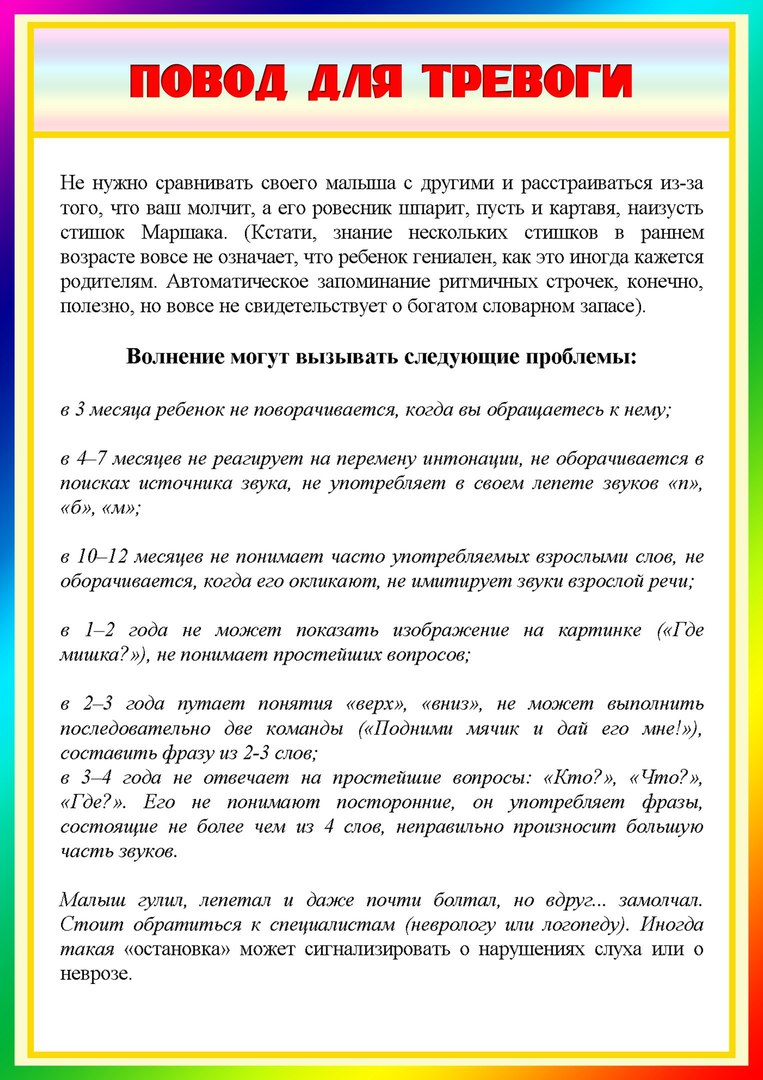 ПОВОД ДЛЯ ТРЕВОГИ
Не нужно сравнивать своего малыша с другими и расстраиваться из-за
того, что ваш молчит, а его ровесник шпарит, пусть и картавя, наизусть
стишок Маршака. (Кстати, знание нескольких стишков в раннем
возрасте вовсе не означает, что ребенок гениален, как это иногда кажется
родителям. Автоматическое запоминание ритмичных строчек, конечно,
полезно, но вовсе не свидетельствует о богатом словарном запасе).
Волнение могут вызывать следующие проблемы:
в 3 месяца ребенок не поворачивается, когда вы обращаетесь к нему;
в 4–7 месяцев не реагирует на перемену интонации, не оборачивается в
поисках источника звука, не употребляет в своем лепете звуков «п»,
«б», «м»;
в 10–12 месяцев не понимает часто употребляемых взрослыми слов, не
оборачивается, когда его окликают, не имитирует звуки взрослой речи;
в 1–2 года не может показать изображение на картинке («Где
мишка?»), не понимает простейших вопросов;
в 2–3 года путает понятия «верх», «вниз», не может выполнить
последовательно две команды («Подними мячик и дай его мне!»),
составить фразу из 2-3 слов;
в 3–4 года не отвечает на простейшие вопросы: «Кто?», «Что?»,
«Где?». Его не понимают посторонние, он употребляет фразы,
состоящие не более чем из 4 слов, неправильно произносит большую
часть звуков.
Малыш гулил, лепетал и даже почти болтал, но вдруг... замолчал.
Стоит обратиться к специалистам (неврологу или логопеду). Иногда
такая «остановка» может сигнализировать о нарушениях слуха или о
неврозе.